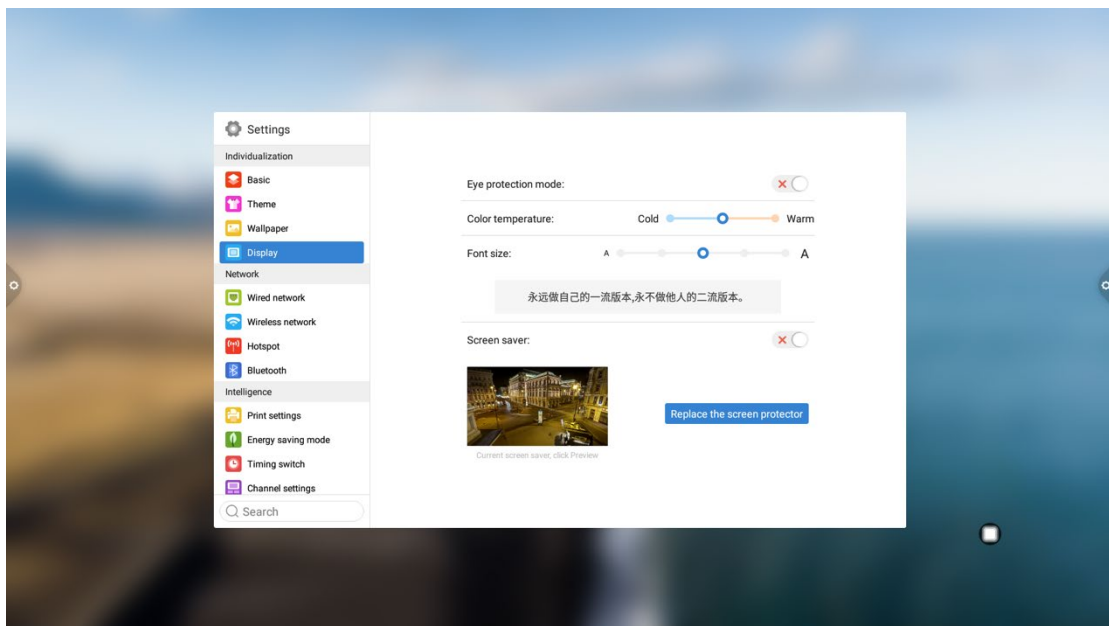 Settings
Individualization
Basic
Theme
Wallpaper
Display
Network
Wired network
Wireless network
Hotspot
Bluetooth
Intelligence
Print settings
Energy saving mode
Timing switch
Channel settings
Search
Eye protection mode:
Color temperature: Cold Warm
Font size: A A
永远做自己的一流版本,永不做他人的二流版本。
Screen saver:
Replace the screen protector
Current screen saver, click Preview